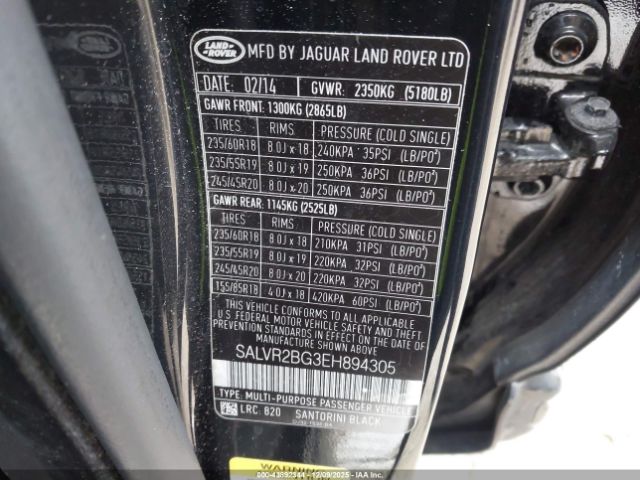 LAND ROVER
MFD BY JAGUAR LAND ROVER LTD
DATE: 02/14 GVWR: 2350KG (5180LB)
GAWR FRONT: 1300KG (2865LB)
TIRES RIMS PRESSURE (COLD SINGLE)
235/60R18 8.0J x 18 240KPA 35PSI (LB/PO²)
235/55R19 8.0J x 19 250KPA 36PSI (LB/PO²)
245/45R20 8.0J x 20 250KPA 36PSI (LB/PO²)
GAWR REAR: 1145KG (2525LB)
TIRES RIMS PRESSURE (COLD SINGLE)
235/60R18 8.0J x 18 210KPA 31PSI (LB/PO²)
235/55R19 8.0J x 19 220KPA 32PSI (LB/PO²)
245/45R20 8.0J x 20 220KPA 32PSI (LB/PO²)
155/85R18 4.0J x 18 420KPA 60PSI (LB/PO²)
THIS VEHICLE CONFORMS TO ALL APPLICABLE
U.S. FEDERAL MOTOR VEHICLE SAFETY AND THEFT
PREVENTION STANDARDS IN EFFECT ON THE DATE OF
MANUFACTURE SHOWN ABOVE.
SALVR2BG3EH894305
TYPE: MULTI-PURPOSE PASSENGER VEHICLE
LRC: 820 SANTORINI BLACK
WARNING
© IAA 000-43692344 - 12/09/2025 - IAA Inc.